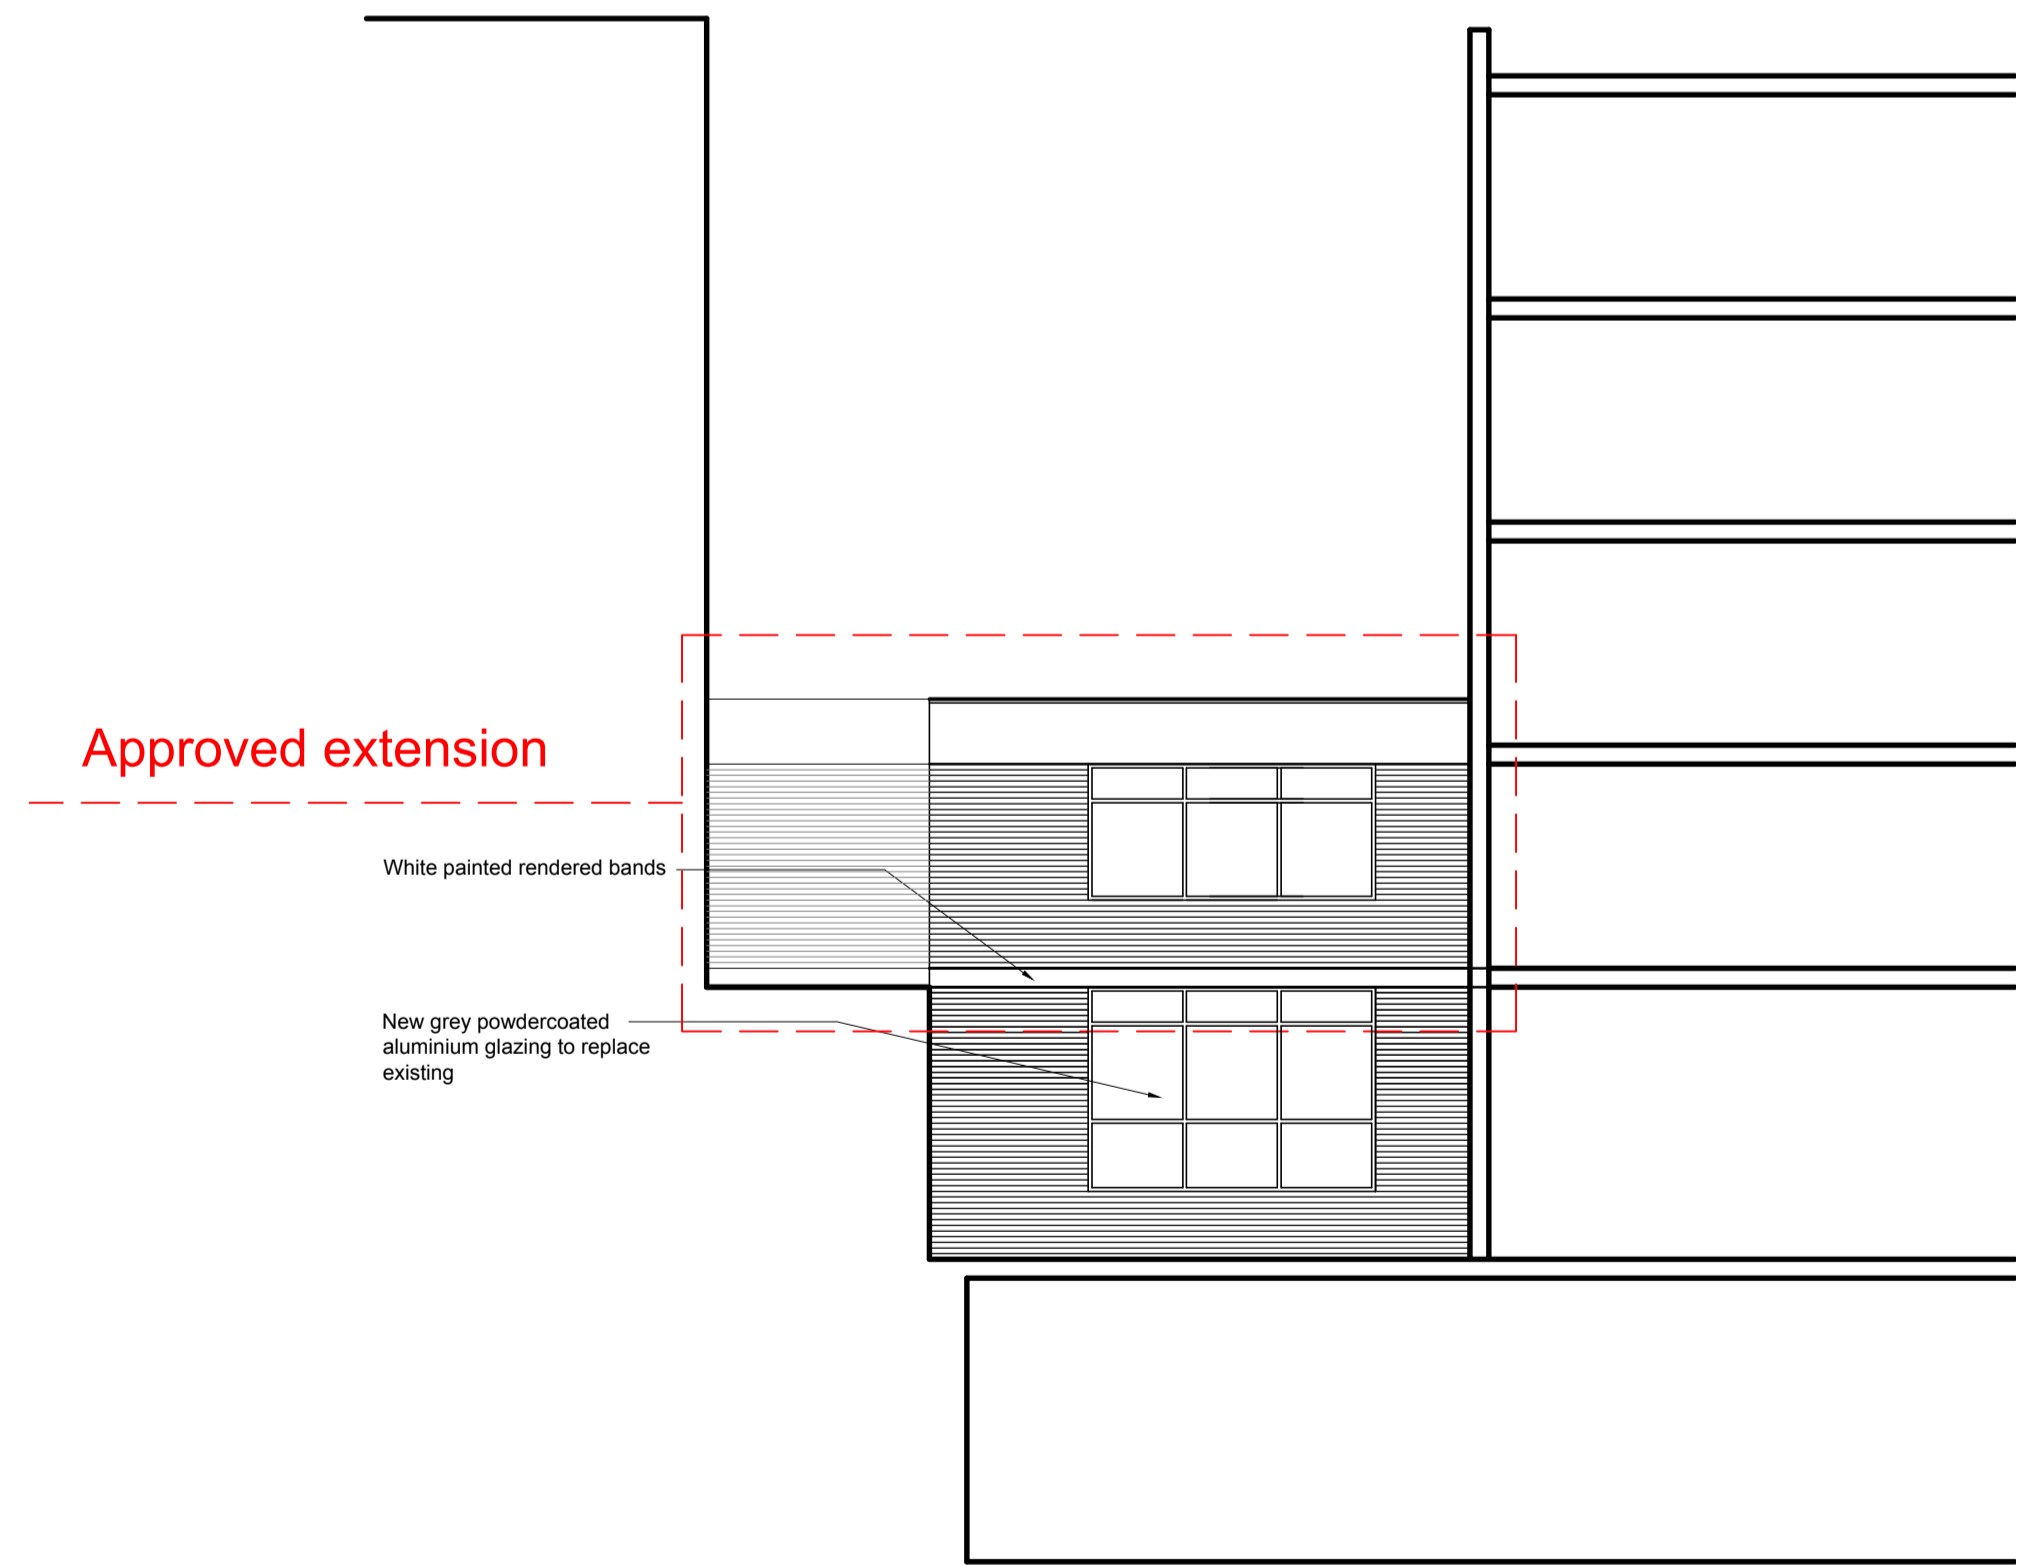 Approved extension
White painted rendered bands
New grey powdercoated
aluminium glazing to replace
existing